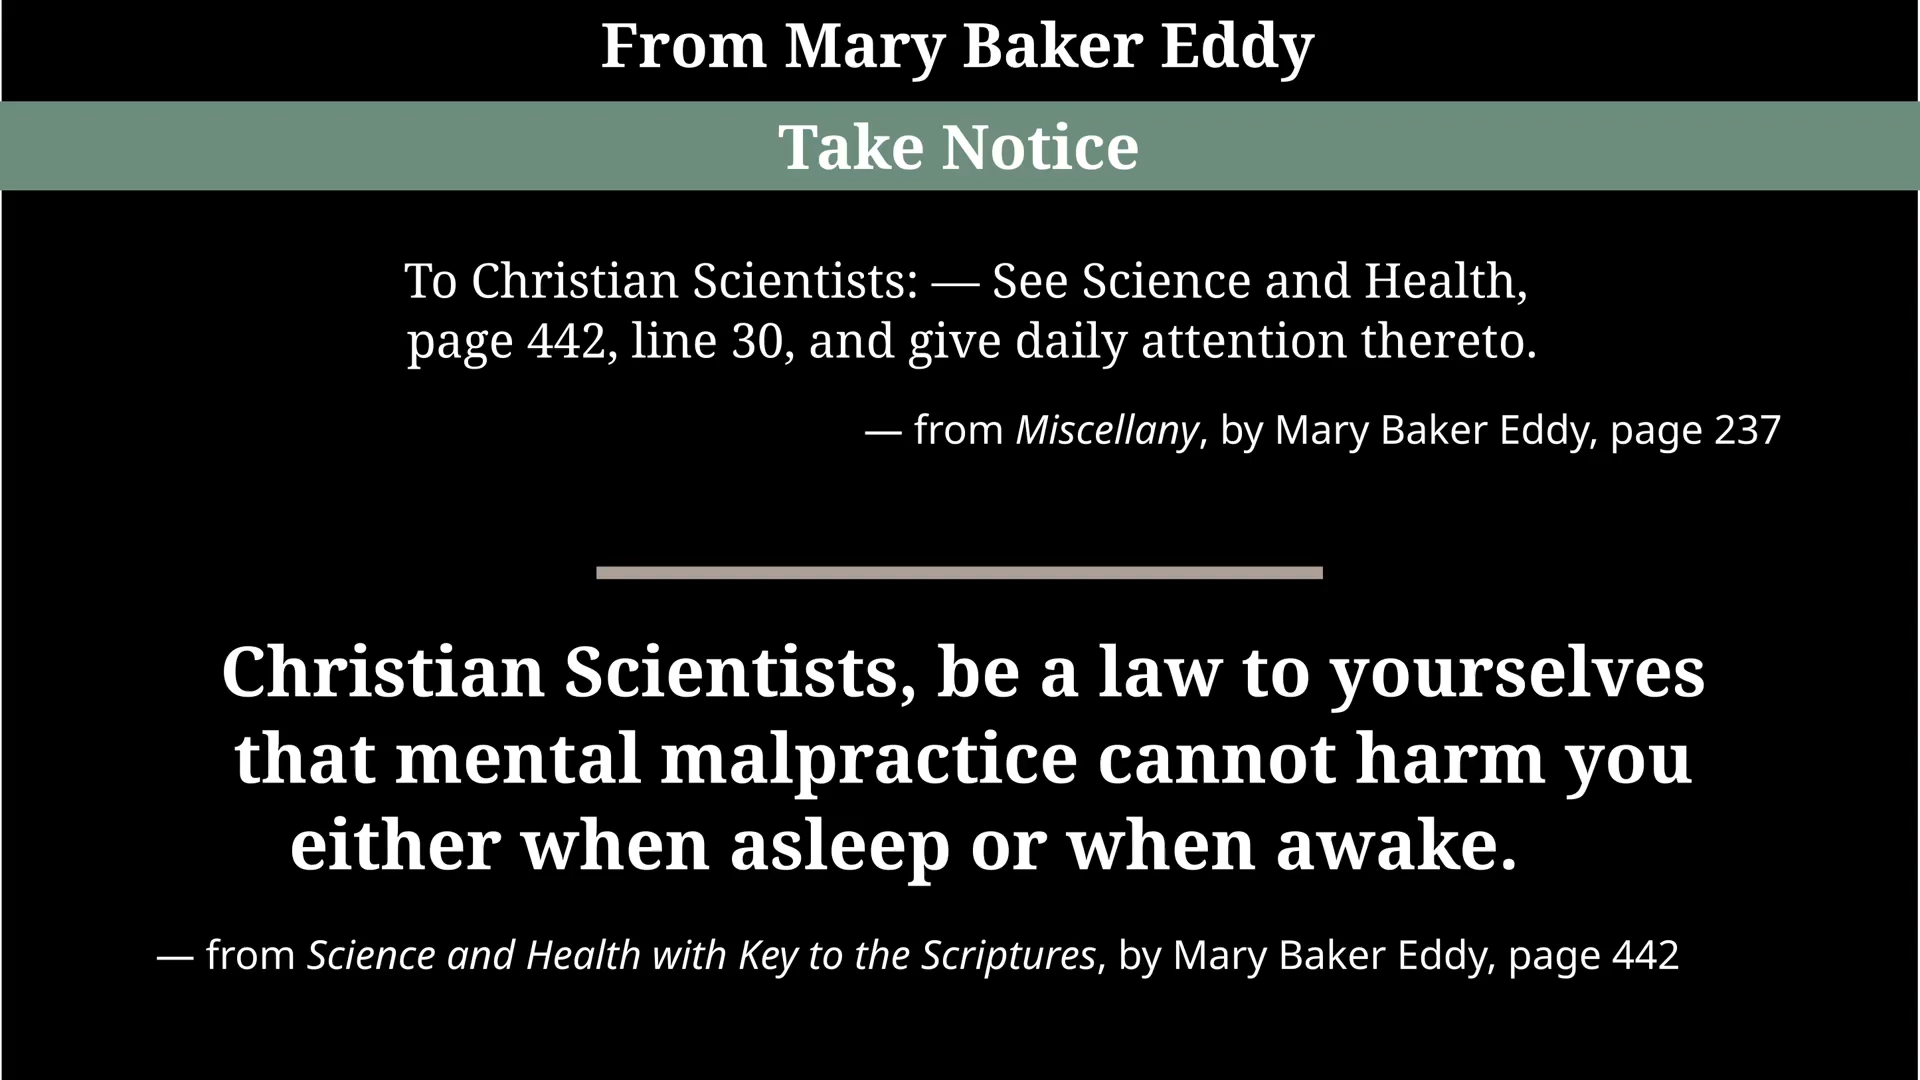 From Mary Baker Eddy
Take Notice
To Christian Scientists: — See Science and Health,
page 442, line 30, and give daily attention thereto.
— from Miscellany, by Mary Baker Eddy, page 237
Christian Scientists, be a law to yourselves
that mental malpractice cannot harm you
either when asleep or when awake.
— from Science and Health with Key to the Scriptures, by Mary Baker Eddy, page 442